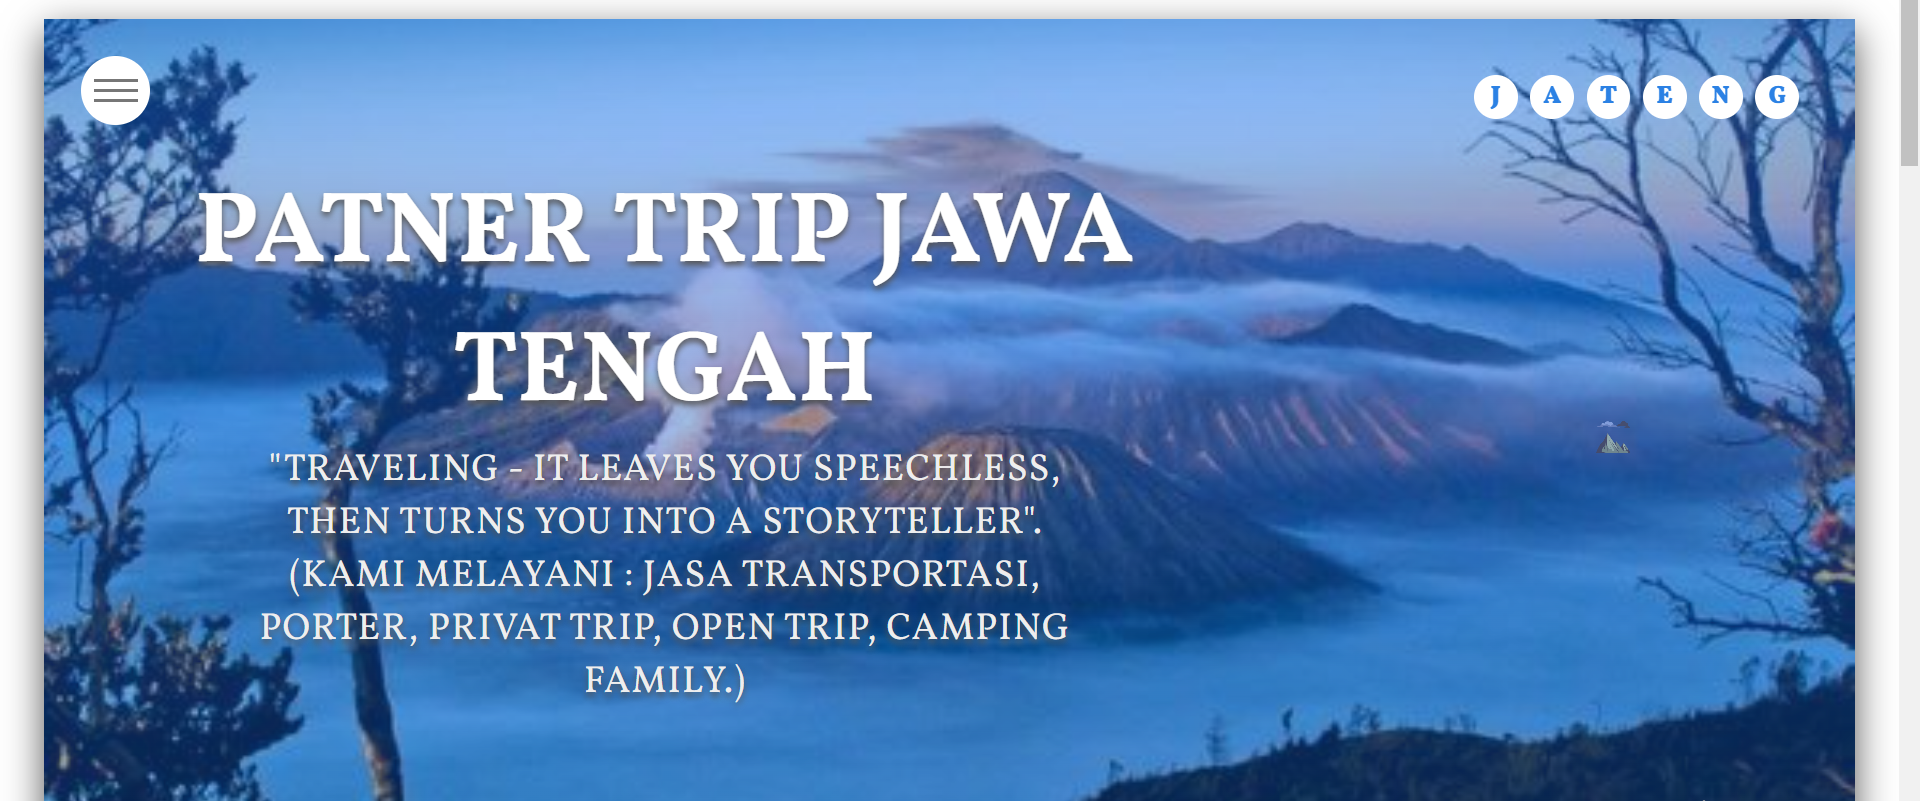 J A T E N G
PATNER TRIP JAWA
TENGAH
"TRAVELING - IT LEAVES YOU SPEECHLESS,
THEN TURNS YOU INTO A STORYTELLER".
(KAMI MELAYANI : JASA TRANSPORTASI,
PORTER, PRIVAT TRIP, OPEN TRIP, CAMPING
FAMILY.)